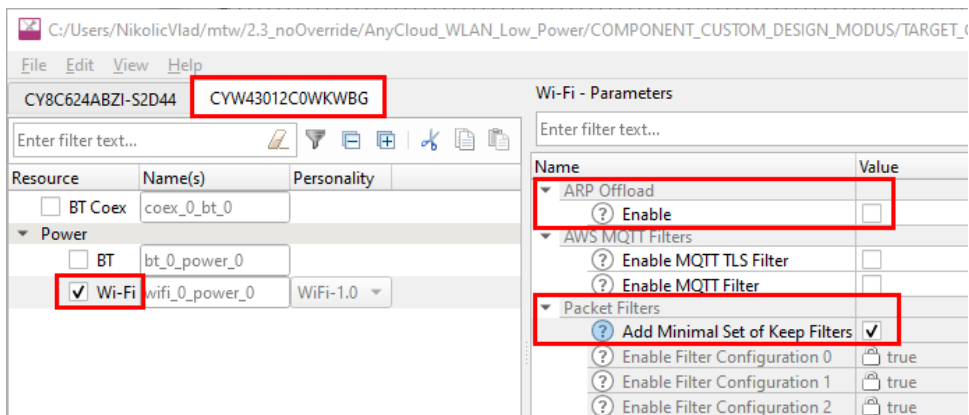 C:/Users/NikolicVlad/mtw/2.3_noOverride/AnyCloud_WLAN_Low_Power/COMPONENT_CUSTOM_DESIGN_MODUS/TARGET_
File Edit View Help
CY8C624ABZI-S2D44 CYW43012C0WKWBG
Enter filter text...
Resource Name(s) Personality
BT Coex coex_0_bt_0
Power
BT bt_0_power_0
Wi-Fi wifi_0_power_0 WiFi-1.0
Wi-Fi - Parameters
Enter filter text...
Name Value
ARP Offload
? Enable
AWS MQTT Filters
? Enable MQTT TLS Filter
? Enable MQTT Filter
Packet Filters
? Add Minimal Set of Keep Filters
? Enable Filter Configuration 0 true
? Enable Filter Configuration 1 true
? Enable Filter Configuration 2 true